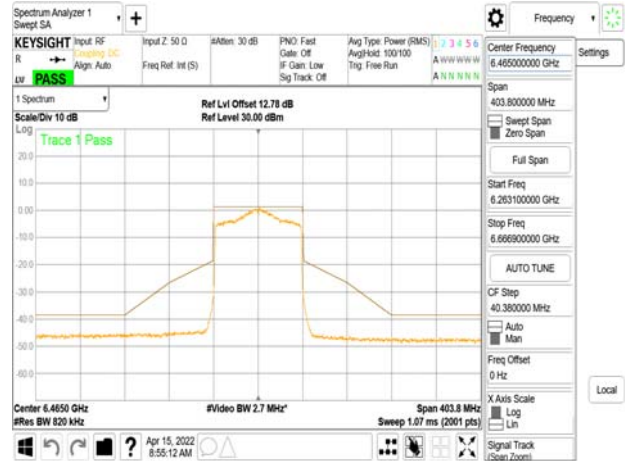 Spectrum Analyzer 1
Swept SA
Frequency
KEYSIGHT
Input: RF
Coupling: DC
Align: Auto
Input Z: 50 Ω
Freq Ref: Int (S)
#Atten: 30 dB
PNO: Fast
Gate: Off
IF Gain: Low
Sig Track: Off
Avg Type: Power (RMS)
Avg|Hold: 100/100
Trig: Free Run
1 2 3 4 5 6
A W W W W W
A N N N N N
R
LV
PASS
1 Spectrum
Scale/Div 10 dB
Ref Lvl Offset 12.78 dB
Ref Level 30.00 dBm
Log
Trace 1 Pass
20.0
10.0
0.00
-10.0
-20.0
-30.0
-40.0
-50.0
-60.0
Center 6.4650 GHz
#Res BW 820 kHz
#Video BW 2.7 MHz*
Span 403.8 MHz
Sweep 1.07 ms (2001 pts)
Apr 15, 2022
8:55:12 AM
?
Center Frequency
6.465000000 GHz
Settings
Span
403.800000 MHz
Swept Span
Zero Span
Full Span
Start Freq
6.263100000 GHz
Stop Freq
6.666900000 GHz
AUTO TUNE
CF Step
40.380000 MHz
Auto
Man
Freq Offset
0 Hz
X Axis Scale
Log
Lin
Local
Signal Track
(Span Zoom)